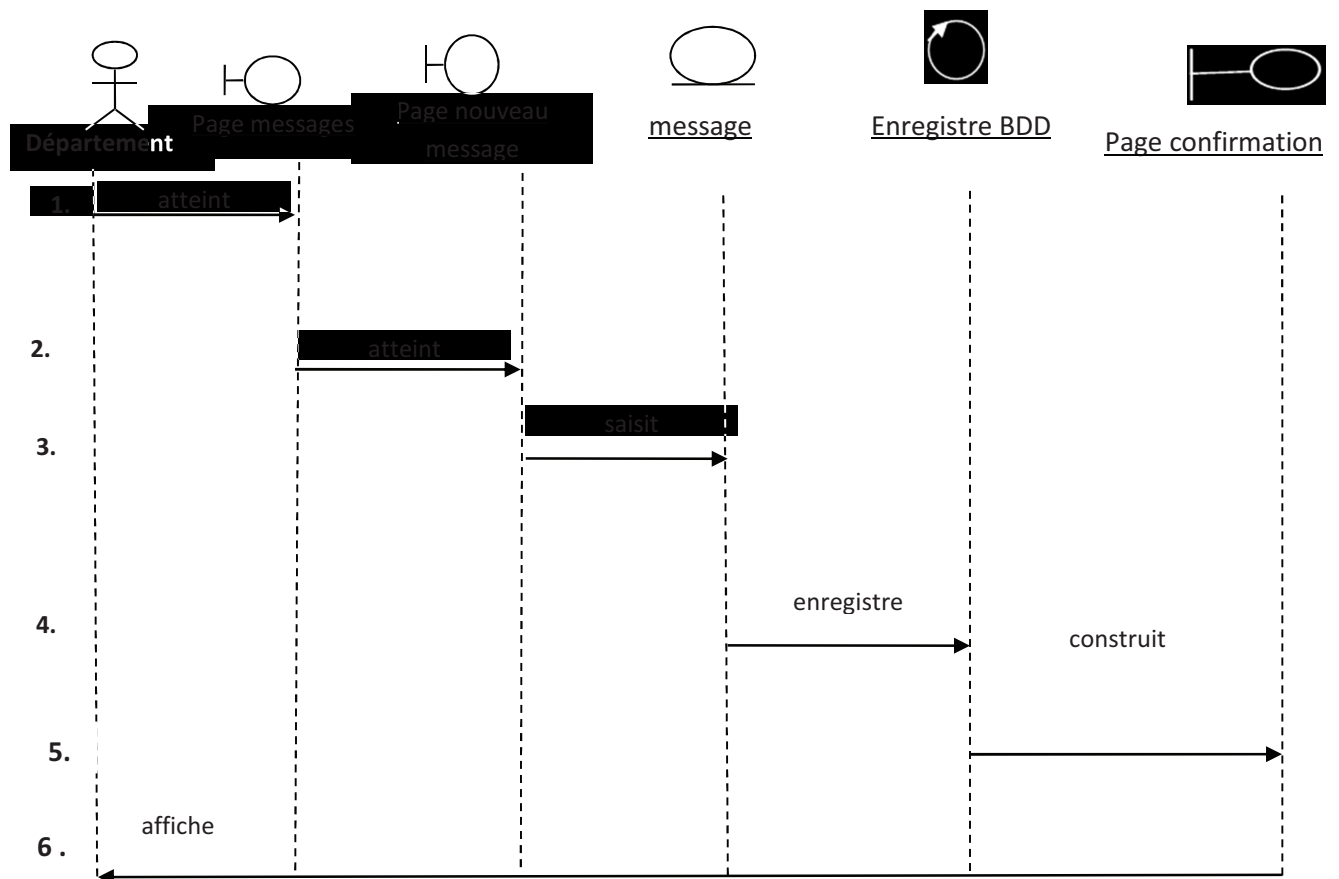 Département
Page messages
Page nouveau
message
message
Enregistre BDD
Page confirmation
1.
atteint
2.
atteint
3.
saisit
4.
enregistre
construit
5.
affiche
6 .